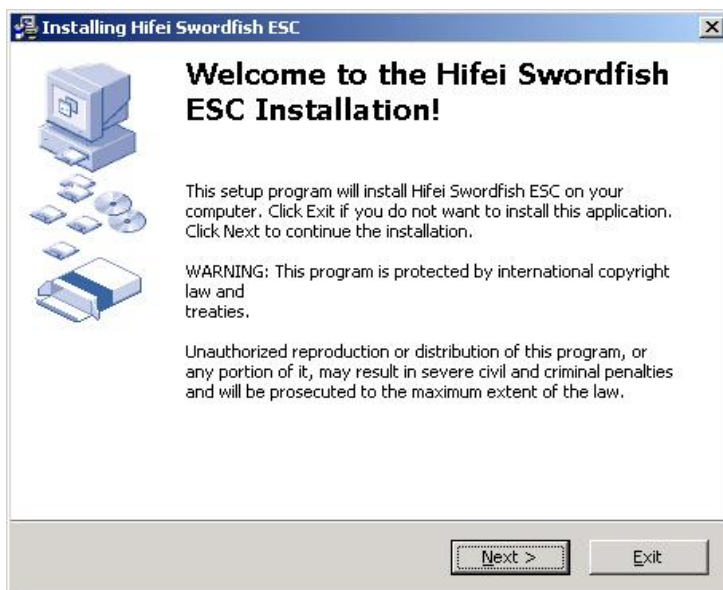 Installing Hifei Swordfish ESC
Welcome to the Hifei Swordfish
ESC Installation!
This setup program will install Hifei Swordfish ESC on your
computer. Click Exit if you do not want to install this application.
Click Next to continue the installation.
WARNING: This program is protected by international copyright
law and
treaties.
Unauthorized reproduction or distribution of this program, or
any portion of it, may result in severe civil and criminal penalties
and will be prosecuted to the maximum extent of the law.
Next >
Exit